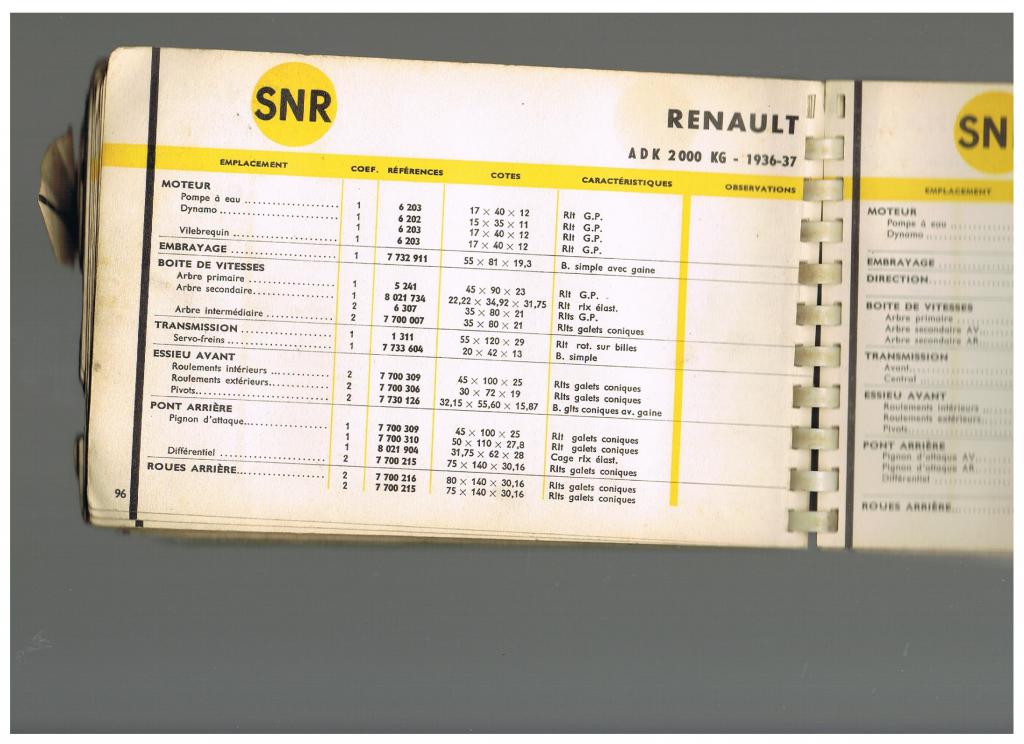 SNR
RENAULT
ADK 2000 KG - 1936-37
EMPLACEMENT COEF. RÉFÉRENCES COTES CARACTÉRISTIQUES OBSERVATIONS
MOTEUR
Pompe à eau .................... 1 6 203 17 × 40 × 12 Rlt G.P.
Dynamo ......................... 1 6 202 15 × 35 × 11 Rlt G.P.
1 6 203 17 × 40 × 12 Rlt G.P.
Vilebrequin .................... 1 6 203 17 × 40 × 12 Rlt G.P.
EMBRAYAGE .................... 1 7 732 911 55 × 81 × 19,3 B. simple avec gaine
BOITE DE VITESSES
Arbre primaire ................. 1 5 241 45 × 90 × 23 Rlt G.P.
Arbre secondaire................ 1 8 021 734 22,22 × 34,92 × 31,75 Rlt rlx élast.
2 6 307 35 × 80 × 21 Rlts G.P.
Arbre intermédiaire ............ 2 7 700 007 35 × 80 × 21 Rlts galets coniques
TRANSMISSION .................. 1 1 311 55 × 120 × 29 Rlt rot. sur billes
Servo-freins ................... 1 7 733 604 20 × 42 × 13 B. simple
ESSIEU AVANT
Roulements intérieurs .......... 2 7 700 309 45 × 100 × 25 Rlts galets coniques
Roulements extérieurs........... 2 7 700 306 30 × 72 × 19 Rlts galets coniques
Pivots.......................... 2 7 730 126 32,15 × 55,60 × 15,87 B. glts coniques av. gaine
PONT ARRIÈRE
Pignon d'attaque................ 1 7 700 309 45 × 100 × 25 Rlt galets coniques
1 7 700 310 50 × 110 × 27,8 Rlt galets coniques
1 8 021 904 31,75 × 62 × 28 Cage rlx élast.
Différentiel ................... 2 7 700 215 75 × 140 × 30,16 Rlts galets coniques
ROUES ARRIÈRE.................. 2 7 700 216 80 × 140 × 30,16 Rlts galets coniques
2 7 700 215 75 × 140 × 30,16 Rlts galets coniques
96
SN
EMPLACEMENT
MOTEUR
Pompe à eau ....
Dynamo ........
EMBRAYAGE ........
DIRECTION........
BOITE DE VITESSES
Arbre primaire ........
Arbre secondaire AV...
Arbre secondaire AR...
TRANSMISSION
Avant........
Central ........
ESSIEU AVANT
Roulements intérieurs ....
Roulements extérieurs....
Pivots........
PONT ARRIÈRE
Pignon d'attaque AV....
Pignon d'attaque AR....
Différentiel ........
ROUES ARRIÈRE........